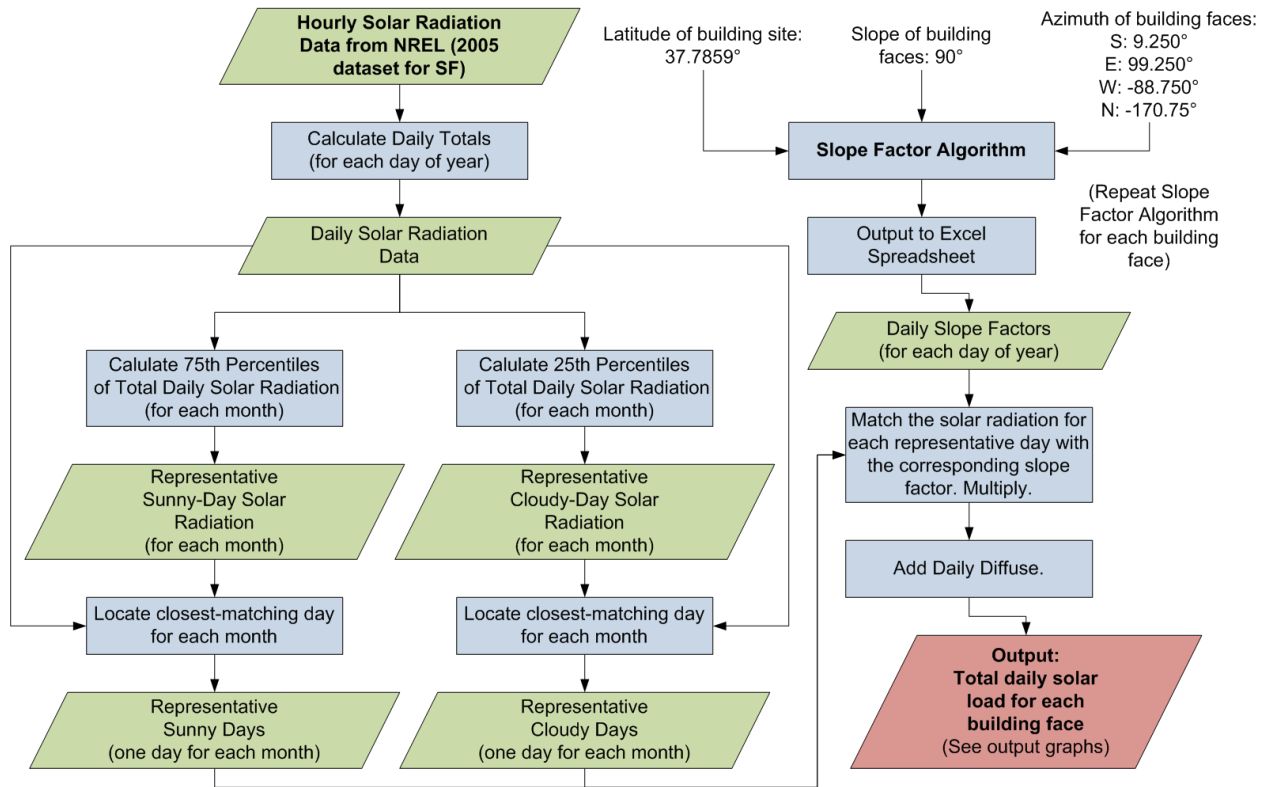 Hourly Solar Radiation
Data from NREL (2005
dataset for SF)
Calculate Daily Totals
(for each day of year)
Daily Solar Radiation
Data
Calulate 75th Percentiles
of Total Daily Solar Radiation
(for each month)
Calulate 25th Percentiles
of Total Daily Solar Radiation
(for each month)
Representative
Sunny-Day Solar
Radiation
(for each month)
Representative
Cloudy-Day Solar
Radiation
(for each month)
Locate closest-matching day
for each month
Locate closest-matching day
for each month
Representative
Sunny Days
(one day for each month)
Representative
Cloudy Days
(one day for each month)
Latitude of building site:
37.7859°
Slope of building
faces: 90°
Azimuth of building faces:
S: 9.250°
E: 99.250°
W: -88.750°
N: -170.75°
Slope Factor Algorithm
(Repeat Slope
Factor Algorithm
for each building
face)
Output to Excel
Spreadsheet
Daily Slope Factors
(for each day of year)
Match the solar radiation for
each representative day with
the corresponding slope
factor. Multiply.
Add Daily Diffuse.
Output:
Total daily solar
load for each
building face
(See output graphs)